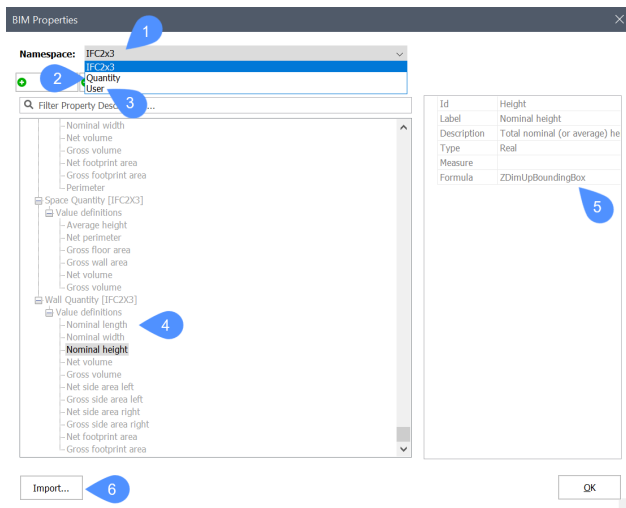 BIM Properties
1
Namespace: IFC2x3
IFC2x3
2 Quantity
User
3
Filter Property Desc...
Nominal width
Net volume
Gross volume
Net footprint area
Gross footprint area
Perimeter
Space Quantity [IFC2X3]
Value definitions
Average height
Net perimeter
Gross floor area
Gross wall area
Net volume
Gross volume
Wall Quantity [IFC2X3]
Value definitions
Nominal length 4
Nominal width
Nominal height
Net volume
Gross volume
Net side area left
Gross side area left
Net side area right
Gross side area right
Net footprint area
Gross footprint area
Id Height
Label Nominal height
Description Total nominal (or average) he
Type Real
Measure
Formula ZDimUpBoundingBox
5
Import... 6
OK